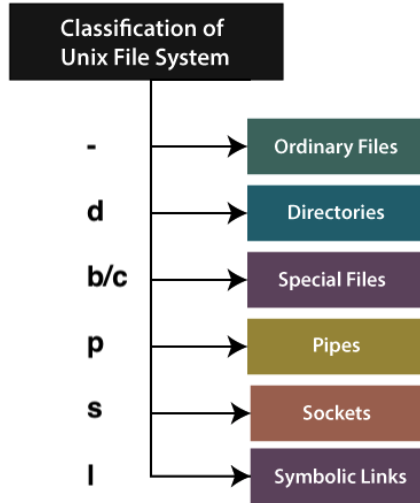 Classification of
Unix File System
- Ordinary Files
d Directories
b/c Special Files
p Pipes
s Sockets
l Symbolic Links